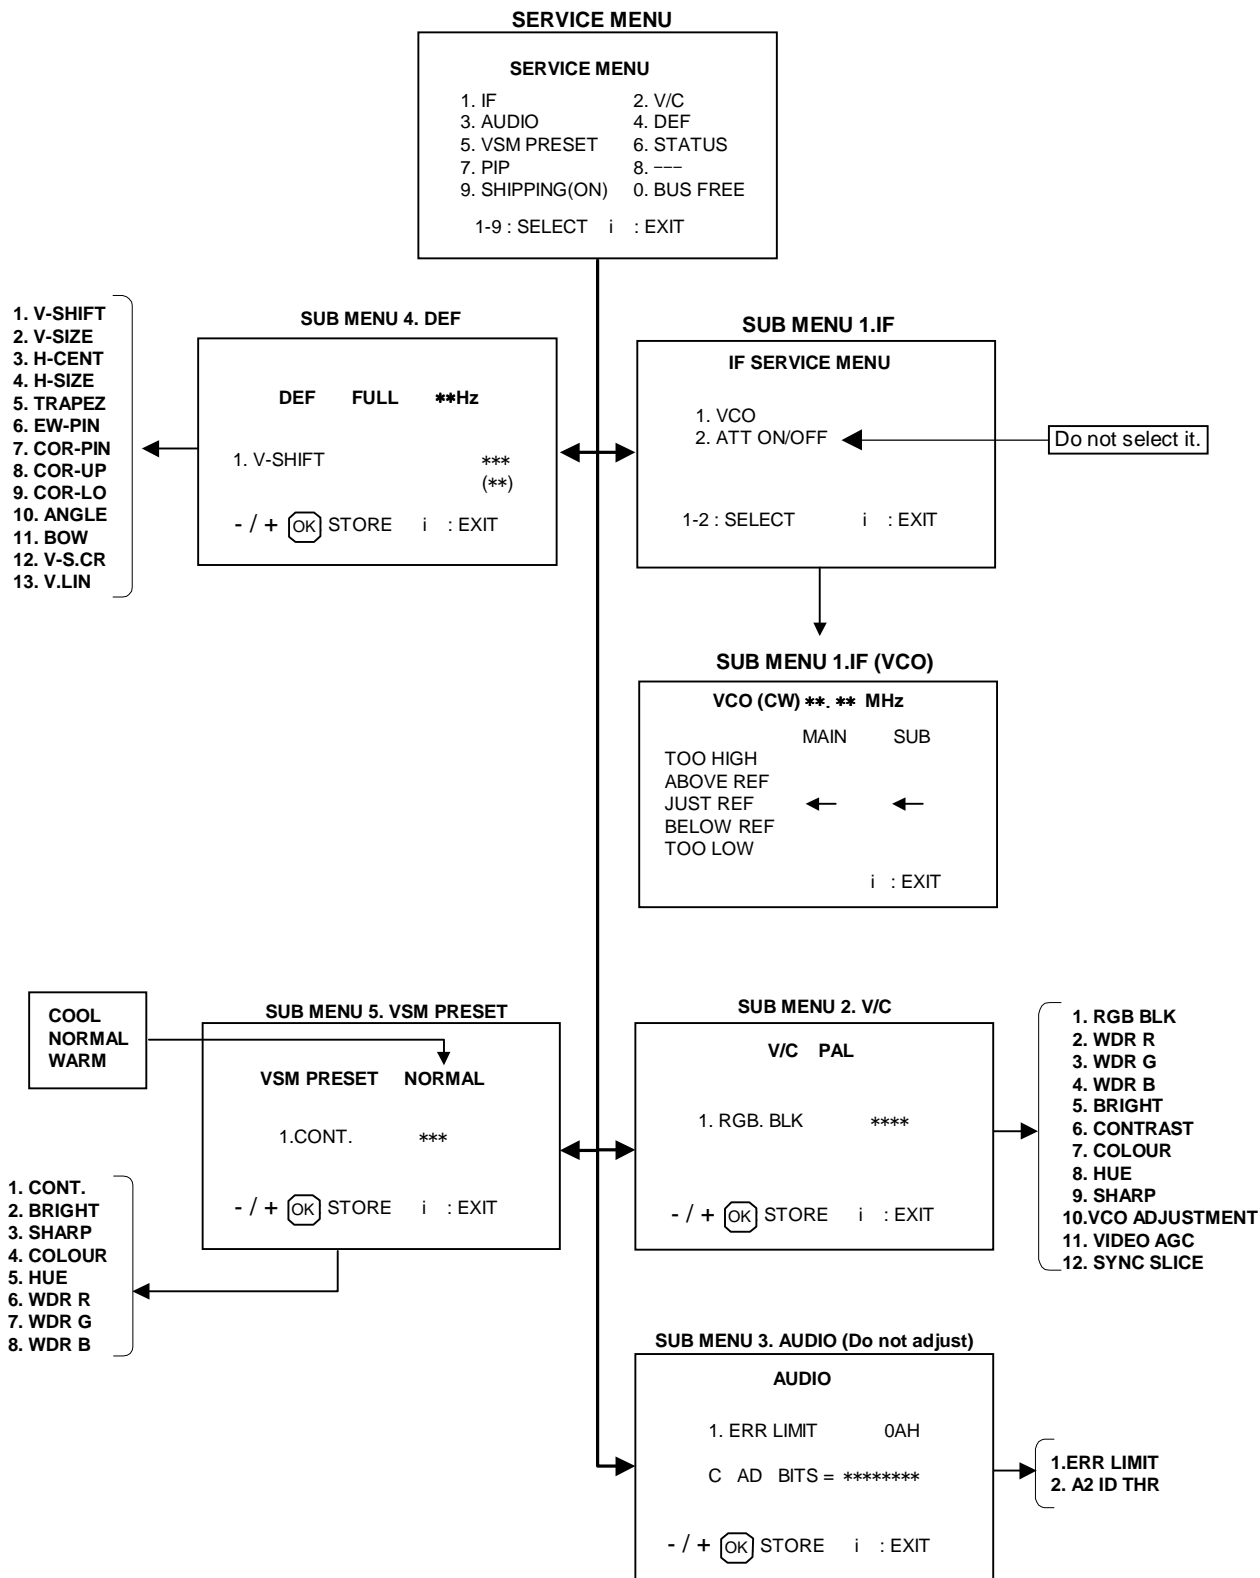 SERVICE MENU
SERVICE MENU
1. IF 2. V/C
3. AUDIO 4. DEF
5. VSM PRESET 6. STATUS
7. PIP 8. ---
9. SHIPPING(ON) 0. BUS FREE
1-9 : SELECT i : EXIT
1. V-SHIFT
2. V-SIZE
3. H-CENT
4. H-SIZE
5. TRAPEZ
6. EW-PIN
7. COR-PIN
8. COR-UP
9. COR-LO
10. ANGLE
11. BOW
12. V-S.CR
13. V.LIN
SUB MENU 4. DEF
DEF FULL **Hz
1. V-SHIFT ***
(**)
- / + OK STORE i : EXIT
SUB MENU 1.IF
IF SERVICE MENU
1. VCO
2. ATT ON/OFF
1-2 : SELECT i : EXIT
Do not select it.
SUB MENU 1.IF (VCO)
VCO (CW) **. ** MHz
MAIN SUB
TOO HIGH
ABOVE REF
JUST REF
BELOW REF
TOO LOW
i : EXIT
COOL
NORMAL
WARM
SUB MENU 5. VSM PRESET
VSM PRESET NORMAL
1.CONT. ***
- / + OK STORE i : EXIT
1. CONT.
2. BRIGHT
3. SHARP
4. COLOUR
5. HUE
6. WDR R
7. WDR G
8. WDR B
SUB MENU 2. V/C
V/C PAL
1. RGB. BLK ****
- / + OK STORE i : EXIT
1. RGB BLK
2. WDR R
3. WDR G
4. WDR B
5. BRIGHT
6. CONTRAST
7. COLOUR
8. HUE
9. SHARP
10.VCO ADJUSTMENT
11. VIDEO AGC
12. SYNC SLICE
SUB MENU 3. AUDIO (Do not adjust)
AUDIO
1. ERR LIMIT 0AH
C AD BITS = ********
- / + OK STORE i : EXIT
1.ERR LIMIT
2. A2 ID THR